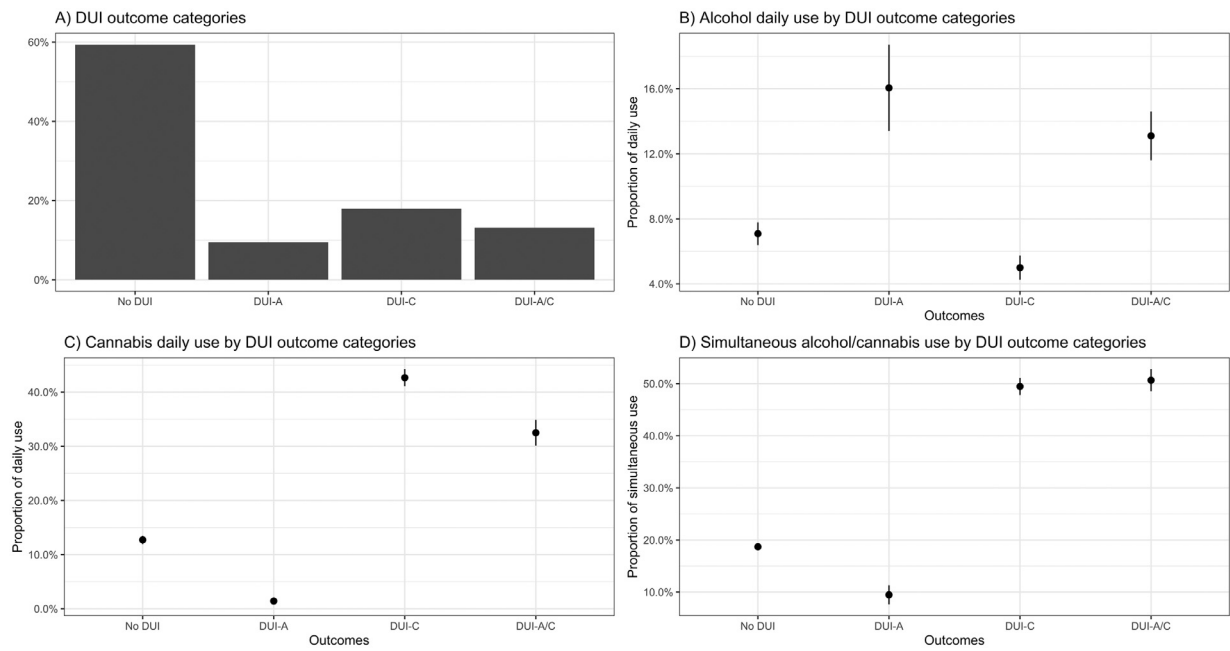 A) DUI outcome categories
60%
40%
20%
0%
No DUI DUI-A DUI-C DUI-A/C
B) Alcohol daily use by DUI outcome categories
Proportion of daily use
16.0%
12.0%
8.0%
4.0%
No DUI DUI-A DUI-C DUI-A/C
Outcomes
C) Cannabis daily use by DUI outcome categories
Proportion of daily use
40.0%
30.0%
20.0%
10.0%
0.0%
No DUI DUI-A DUI-C DUI-A/C
Outcomes
D) Simultaneous alcohol/cannabis use by DUI outcome categories
Proportion of simultaneous use
50.0%
40.0%
30.0%
20.0%
10.0%
No DUI DUI-A DUI-C DUI-A/C
Outcomes